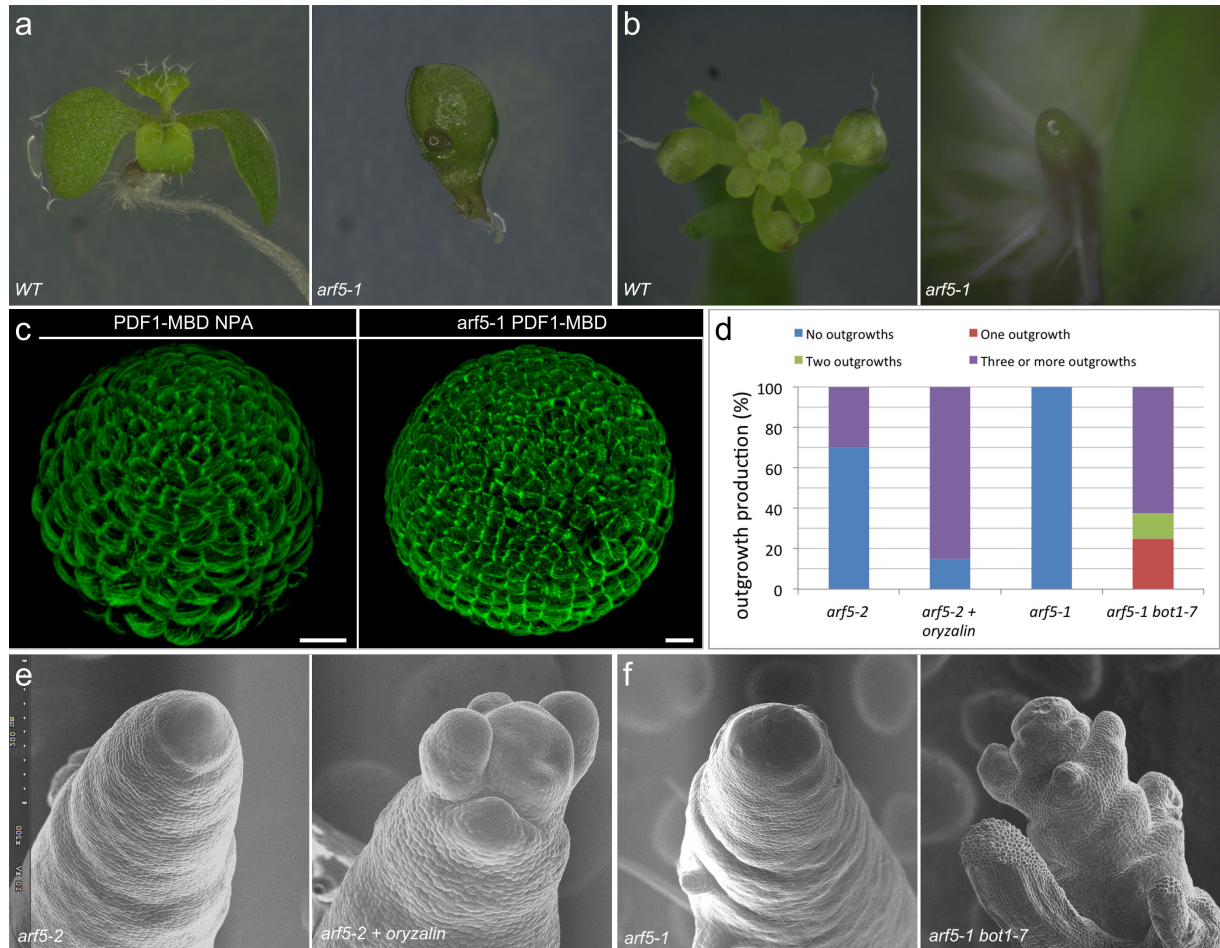 a
b
WT
arf5-1
WT
arf5-1
c
PDF1-MBD NPA
arf5-1 PDF1-MBD
d
No outgrowths
One outgrowth
Two outgrowths
Three or more outgrowths
outgrowth production (%)
100
80
60
40
20
0
arf5-2
arf5-2 +
oryzalin
arf5-1
arf5-1 bot1-7
e
f
X300
arf5-2
arf5-2 + oryzalin
arf5-1
arf5-1 bot1-7